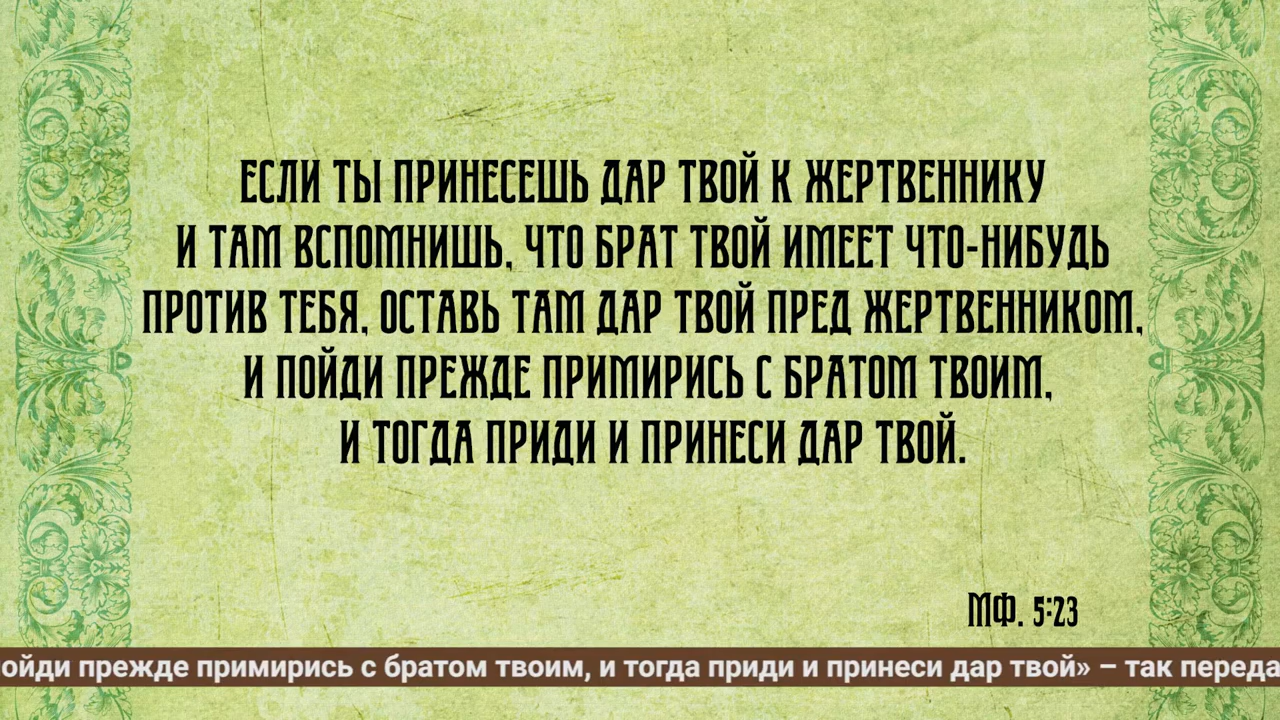 ЕСЛИ ТЫ ПРИНЕСЕШЬ ДАР ТВОЙ К ЖЕРТВЕННИКУ
И ТАМ ВСПОМНИШЬ, ЧТО БРАТ ТВОЙ ИМЕЕТ ЧТО-НИБУДЬ
ПРОТИВ ТЕБЯ, ОСТАВЬ ТАМ ДАР ТВОЙ ПРЕД ЖЕРТВЕННИКОМ,
И ПОЙДИ ПРЕЖДЕ ПРИМИРИСЬ С БРАТОМ ТВОИМ,
И ТОГДА ПРИДИ И ПРИНЕСИ ДАР ТВОЙ.
МФ. 5:23
ойди прежде примирись с братом твоим, и тогда приди и принеси дар твой» – так переда